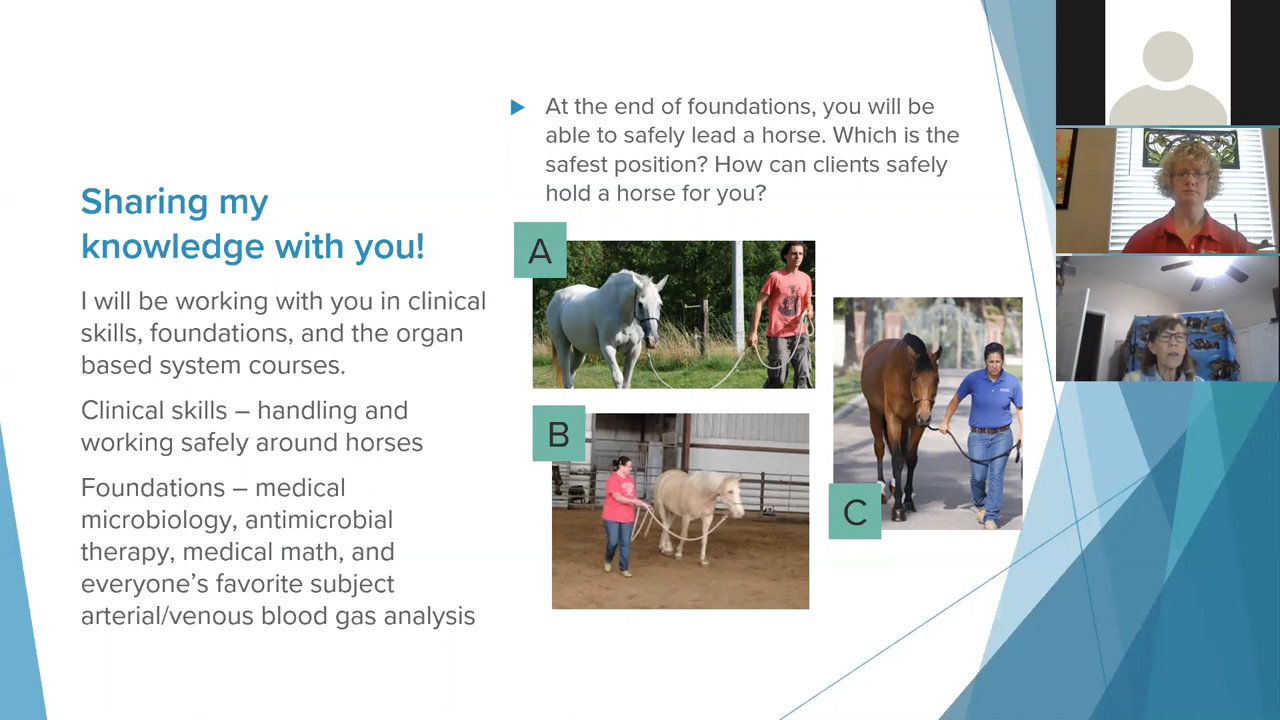 Sharing my
knowledge with you!
I will be working with you in clinical
skills, foundations, and the organ
based system courses.
Clinical skills – handling and
working safely around horses
Foundations – medical
microbiology, antimicrobial
therapy, medical math, and
everyone’s favorite subject
arterial/venous blood gas analysis
At the end of foundations, you will be
able to safely lead a horse. Which is the
safest position? How can clients safely
hold a horse for you?
A
B
C